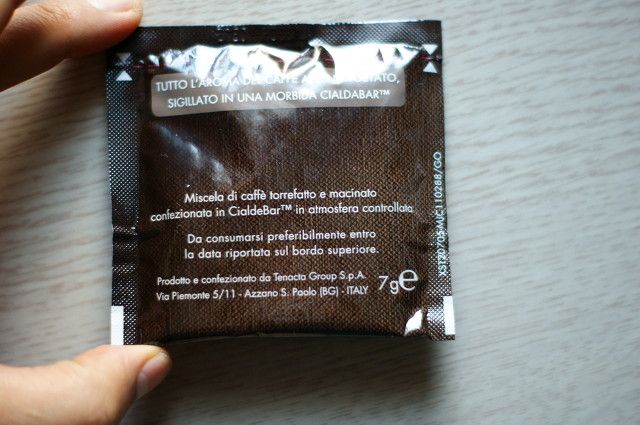 TUTTO L'AROMA DEL CAFFÈ TOSTATO,
SIGILLATO IN UNA MORBIDA CIALDABAR™
Miscela di caffè torrefatto e macinato
confezionata in CialdeBar™ in atmosfera controllata
Da consumarsi preferibilmente entro
la data riportata sul bordo superiore.
Prodotto e confezionato da Tenacta Group S.p.A.
Via Piemonte 5/11 - Azzano S. Paolo (BG) - ITALY
7g e